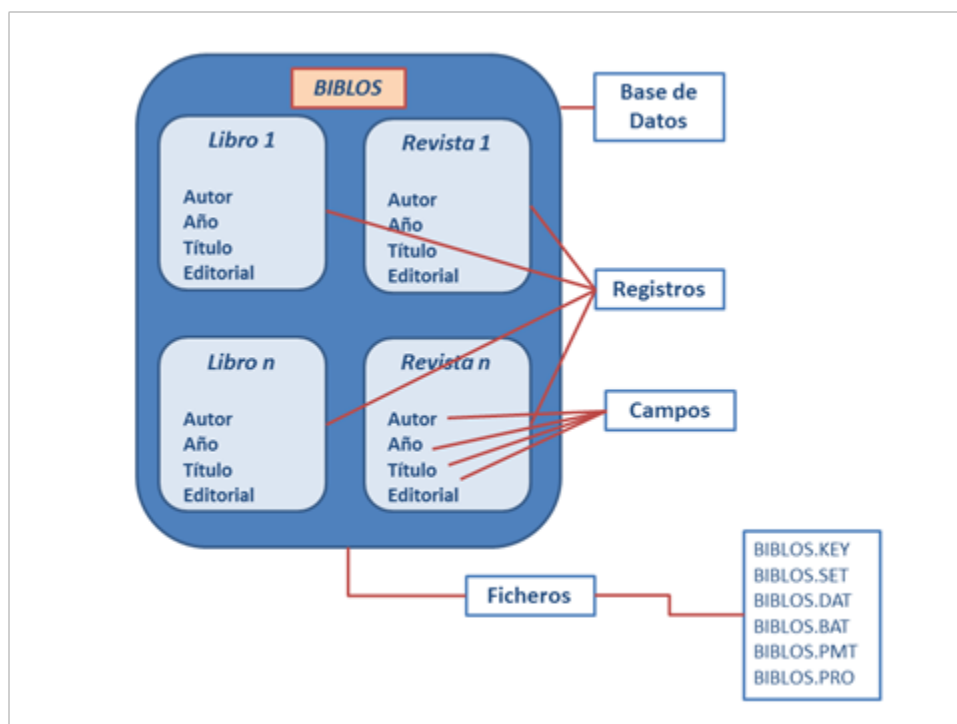 BIBLOS
Base de
Datos
Libro 1
Autor
Año
Título
Editorial
Revista 1
Autor
Año
Título
Editorial
Registros
Libro n
Autor
Año
Título
Editorial
Revista n
Autor
Año
Título
Editorial
Campos
Ficheros
BIBLOS.KEY
BIBLOS.SET
BIBLOS.DAT
BIBLOS.BAT
BIBLOS.PMT
BIBLOS.PRO